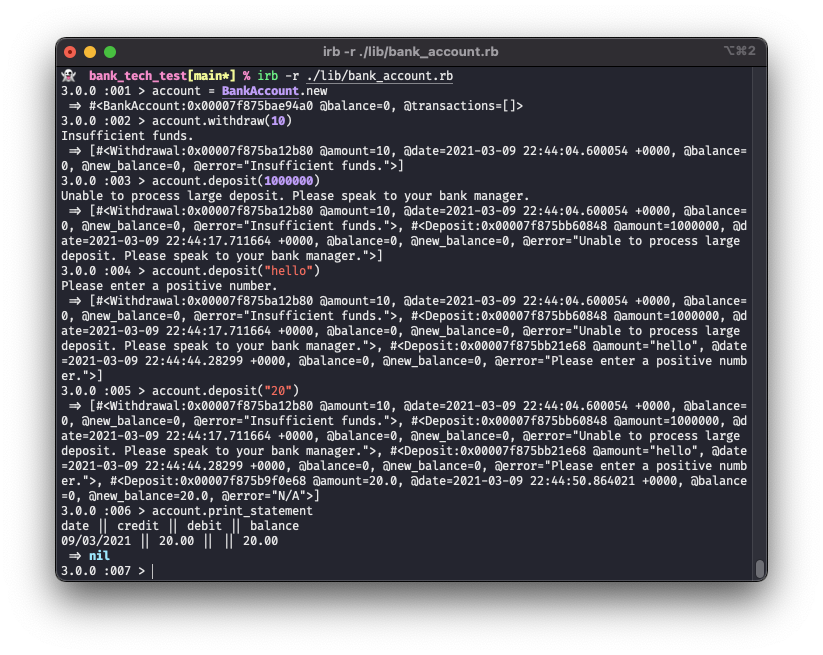 irb -r ./lib/bank_account.rb
⌥⌘2
👻 bank_tech_test[main*] % irb -r ./lib/bank_account.rb
3.0.0 :001 > account = BankAccount.new
 => #<BankAccount:0x00007f875bae94a0 @balance=0, @transactions=[]>
3.0.0 :002 > account.withdraw(10)
Insufficient funds.
 => [#<Withdrawal:0x00007f875ba12b80 @amount=10, @date=2021-03-09 22:44:04.600054 +0000, @balance=
0, @new_balance=0, @error="Insufficient funds.">]
3.0.0 :003 > account.deposit(1000000)
Unable to process large deposit. Please speak to your bank manager.
 => [#<Withdrawal:0x00007f875ba12b80 @amount=10, @date=2021-03-09 22:44:04.600054 +0000, @balance=
0, @new_balance=0, @error="Insufficient funds.">, #<Deposit:0x00007f875bb60848 @amount=1000000, @d
ate=2021-03-09 22:44:17.711664 +0000, @balance=0, @new_balance=0, @error="Unable to process large
deposit. Please speak to your bank manager.">]
3.0.0 :004 > account.deposit("hello")
Please enter a positive number.
 => [#<Withdrawal:0x00007f875ba12b80 @amount=10, @date=2021-03-09 22:44:04.600054 +0000, @balance=
0, @new_balance=0, @error="Insufficient funds.">, #<Deposit:0x00007f875bb60848 @amount=1000000, @d
ate=2021-03-09 22:44:17.711664 +0000, @balance=0, @new_balance=0, @error="Unable to process large
deposit. Please speak to your bank manager.">, #<Deposit:0x00007f875bb21e68 @amount="hello", @date
=2021-03-09 22:44:44.28299 +0000, @balance=0, @new_balance=0, @error="Please enter a positive numb
er.">]
3.0.0 :005 > account.deposit("20")
 => [#<Withdrawal:0x00007f875ba12b80 @amount=10, @date=2021-03-09 22:44:04.600054 +0000, @balance=
0, @new_balance=0, @error="Insufficient funds.">, #<Deposit:0x00007f875bb60848 @amount=1000000, @d
ate=2021-03-09 22:44:17.711664 +0000, @balance=0, @new_balance=0, @error="Unable to process large
deposit. Please speak to your bank manager.">, #<Deposit:0x00007f875bb21e68 @amount="hello", @date
=2021-03-09 22:44:44.28299 +0000, @balance=0, @new_balance=0, @error="Please enter a positive numb
er.">, #<Deposit:0x00007f875b9f0e68 @amount=20.0, @date=2021-03-09 22:44:50.864021 +0000, @balance
=0, @new_balance=20.0, @error="N/A">]
3.0.0 :006 > account.print_statement
date || credit || debit || balance
09/03/2021 || 20.00 || || 20.00
 => nil
3.0.0 :007 >